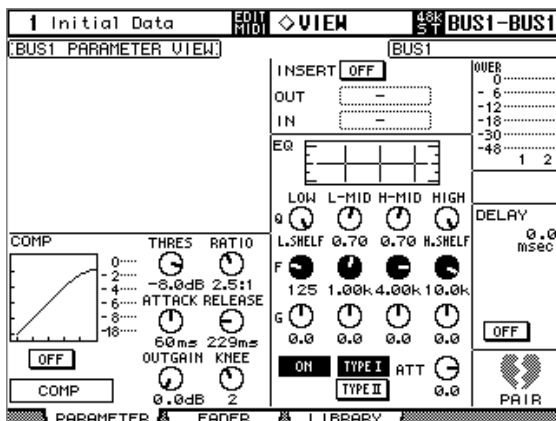 1 Initial Data EDIT MIDI ◇VIEW 48k ST BUS1-BUS1
BUS1 PARAMETER VIEW
BUS1
INSERT OFF
OUT -
IN -
OVER
0
- 6
-12
-18
-30
-48
1 2
EQ
LOW L-MID H-MID HIGH
Q
L.SHELF 0.70 0.70 H.SHELF
F
125 1.00k 4.00k 10.0k
G
0.0 0.0 0.0 0.0
ON TYPE I ATT
TYPE II 0.0
DELAY
0.0
msec
OFF
PAIR
COMP
0
- 2
- 4
- 6
- 8
-18
THRES RATIO
-8.0dB 2.5:1
ATTACK RELEASE
60ms 229ms
OUTGAIN KNEE
0.0dB 2
OFF
COMP
PARAMETER FADER LIBRARY